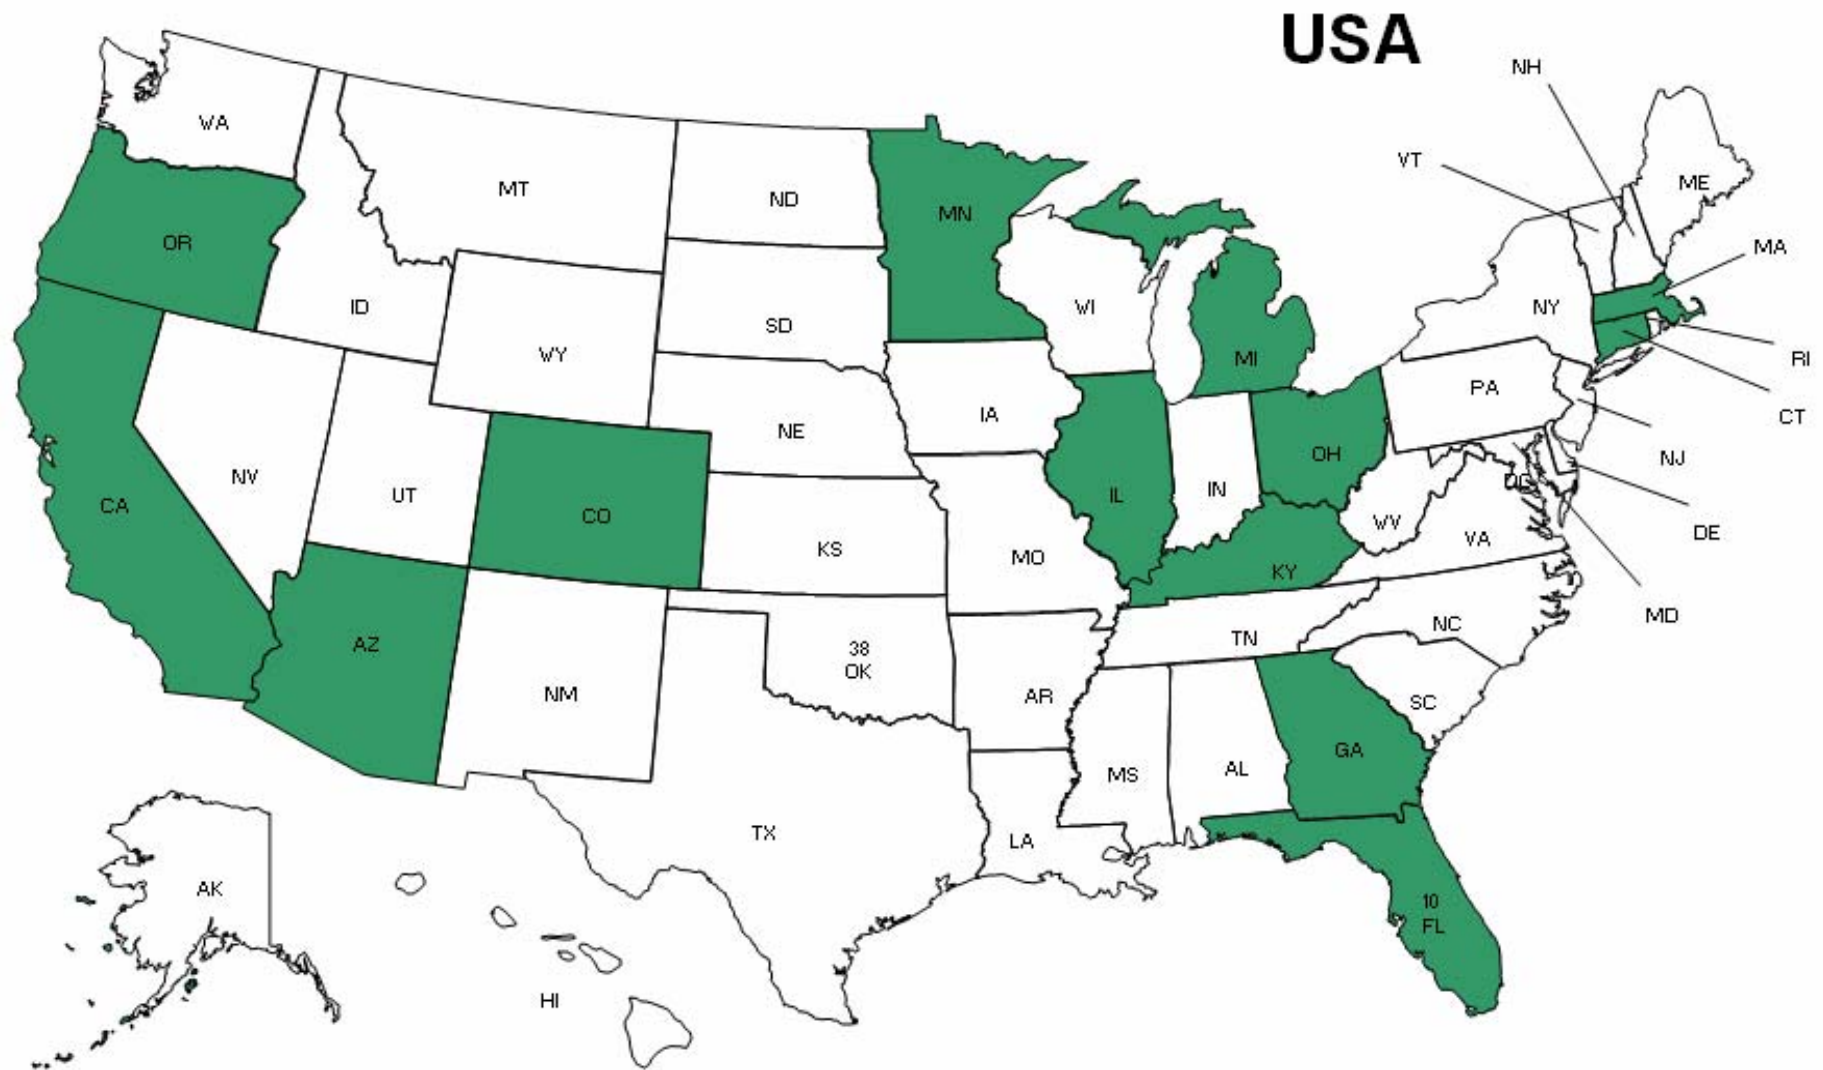 USA
NH
WA
VT
ME
MT
ND
MN
OR
MA
ID
WI
NY
SD
WY
MI
RI
PA
IA
CT
NE
OH
NJ
NV
UT
IL
IN
DC
CA
CO
WV
DE
VA
KS
MO
KY
MD
NC
TN
AZ
38
OK
NM
AR
SC
GA
MS
AL
TX
LA
AK
10
FL
HI